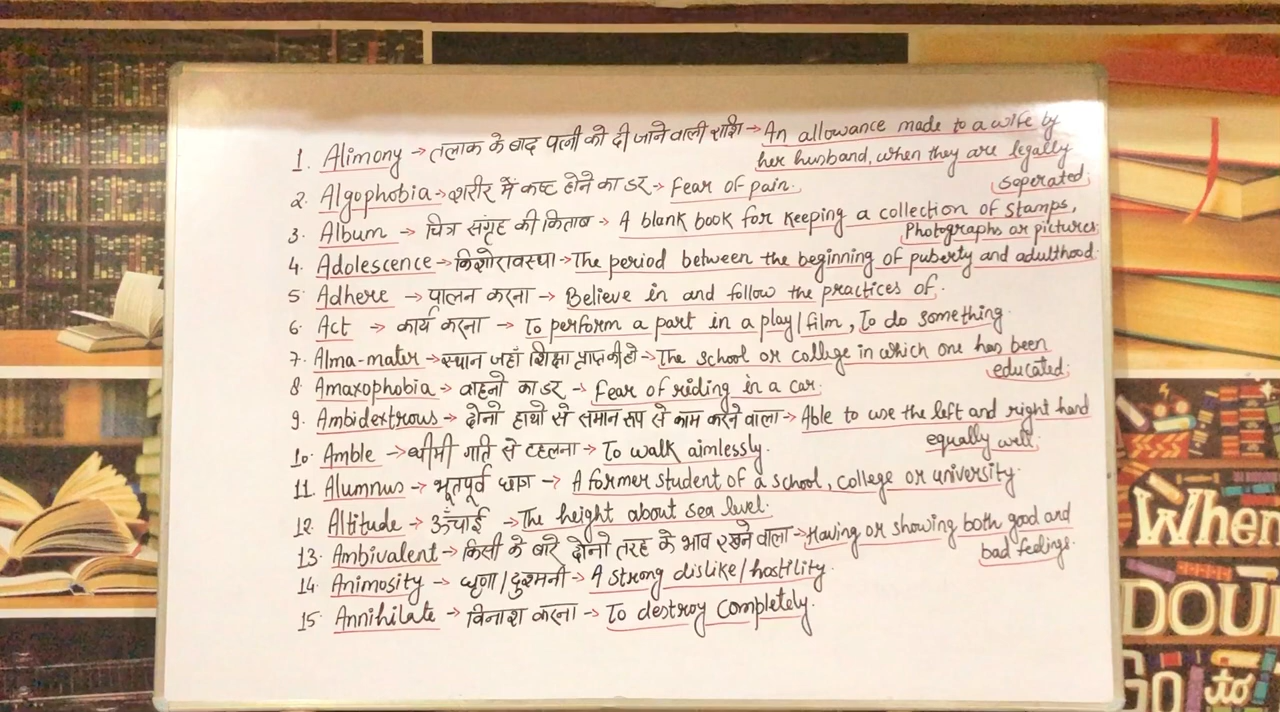 1. Alimony → तलाक के बाद पत्नी को दी जाने वाली राशि → An allowance made to a wife by
her husband, when they are legally
seperated.
2. Algophobia → शरीर में कष्ट होने का डर → Fear of pain.
3. Album → चित्र संग्रह की किताब → A blank book for keeping a collection of stamps,
Photographs or pictures.
4. Adolescence → किशोरावस्था → The period between the beginning of puberty and adulthood.
5. Adhere → पालन करना → Believe in and follow the practices of.
6. Act → कार्य करना → To perform a part in a play/film, To do something.
7. Alma-mater → स्थान जहाँ शिक्षा प्राप्त की हो → The school or college in which one has been
educated.
8. Amaxophobia → वाहनो का डर → Fear of riding in a car.
9. Ambidextrous → दोनो हाथो से समान रूप से काम करने वाला → Able to use the left and right hand
equally well.
10. Amble → धीमी गति से टहलना → To walk aimlessly.
11. Alumnus → भूतपूर्व छात्र → A former student of a school, college or university.
12. Altitude → ऊँचाई → The height about sea level.
13. Ambivalent → किसी के बारे दोनो तरह के भाव रखने वाला → Having or showing both good and
bad feelings.
14. Animosity → घृणा/दुश्मनी → A strong dislike/hostility.
15. Annihilate → विनाश करना → To destroy completely.
When
DOU
Go to